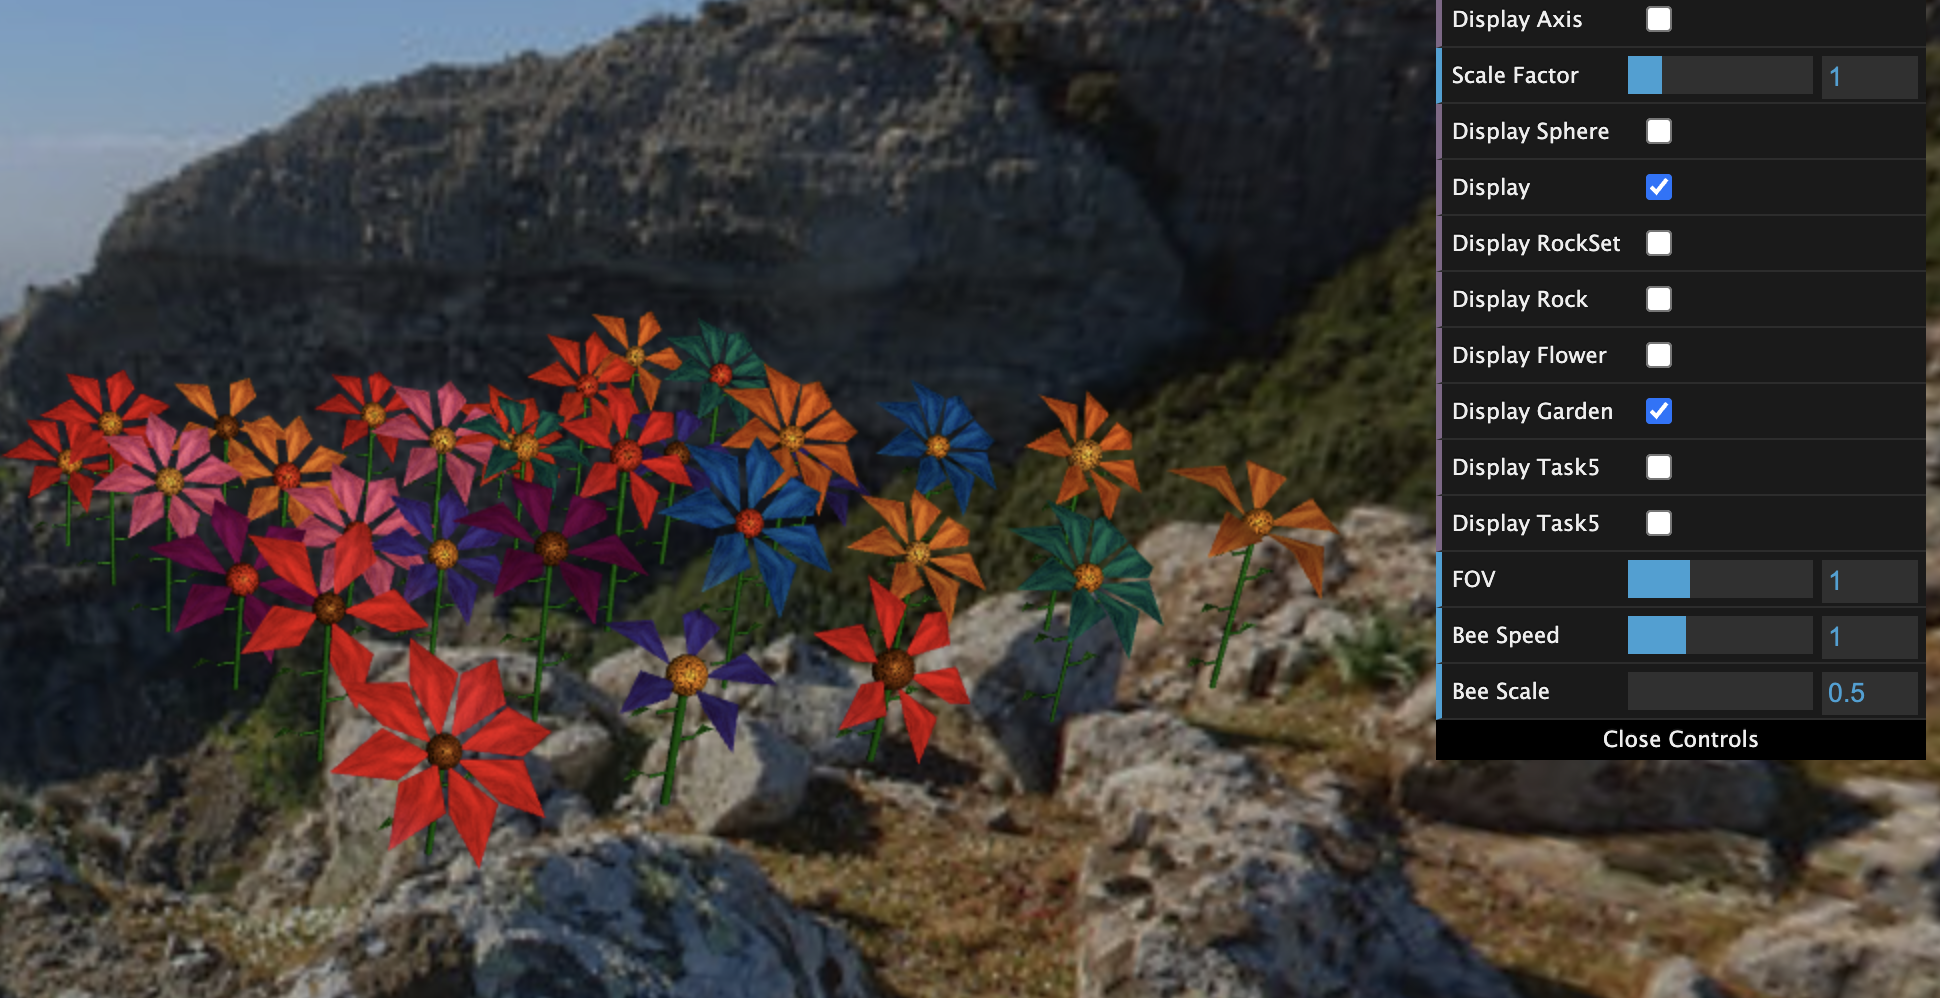 Display Axis
Scale Factor 1
Display Sphere
Display
Display RockSet
Display Rock
Display Flower
Display Garden
Display Task5
Display Task5
FOV 1
Bee Speed 1
Bee Scale 0.5
Close Controls